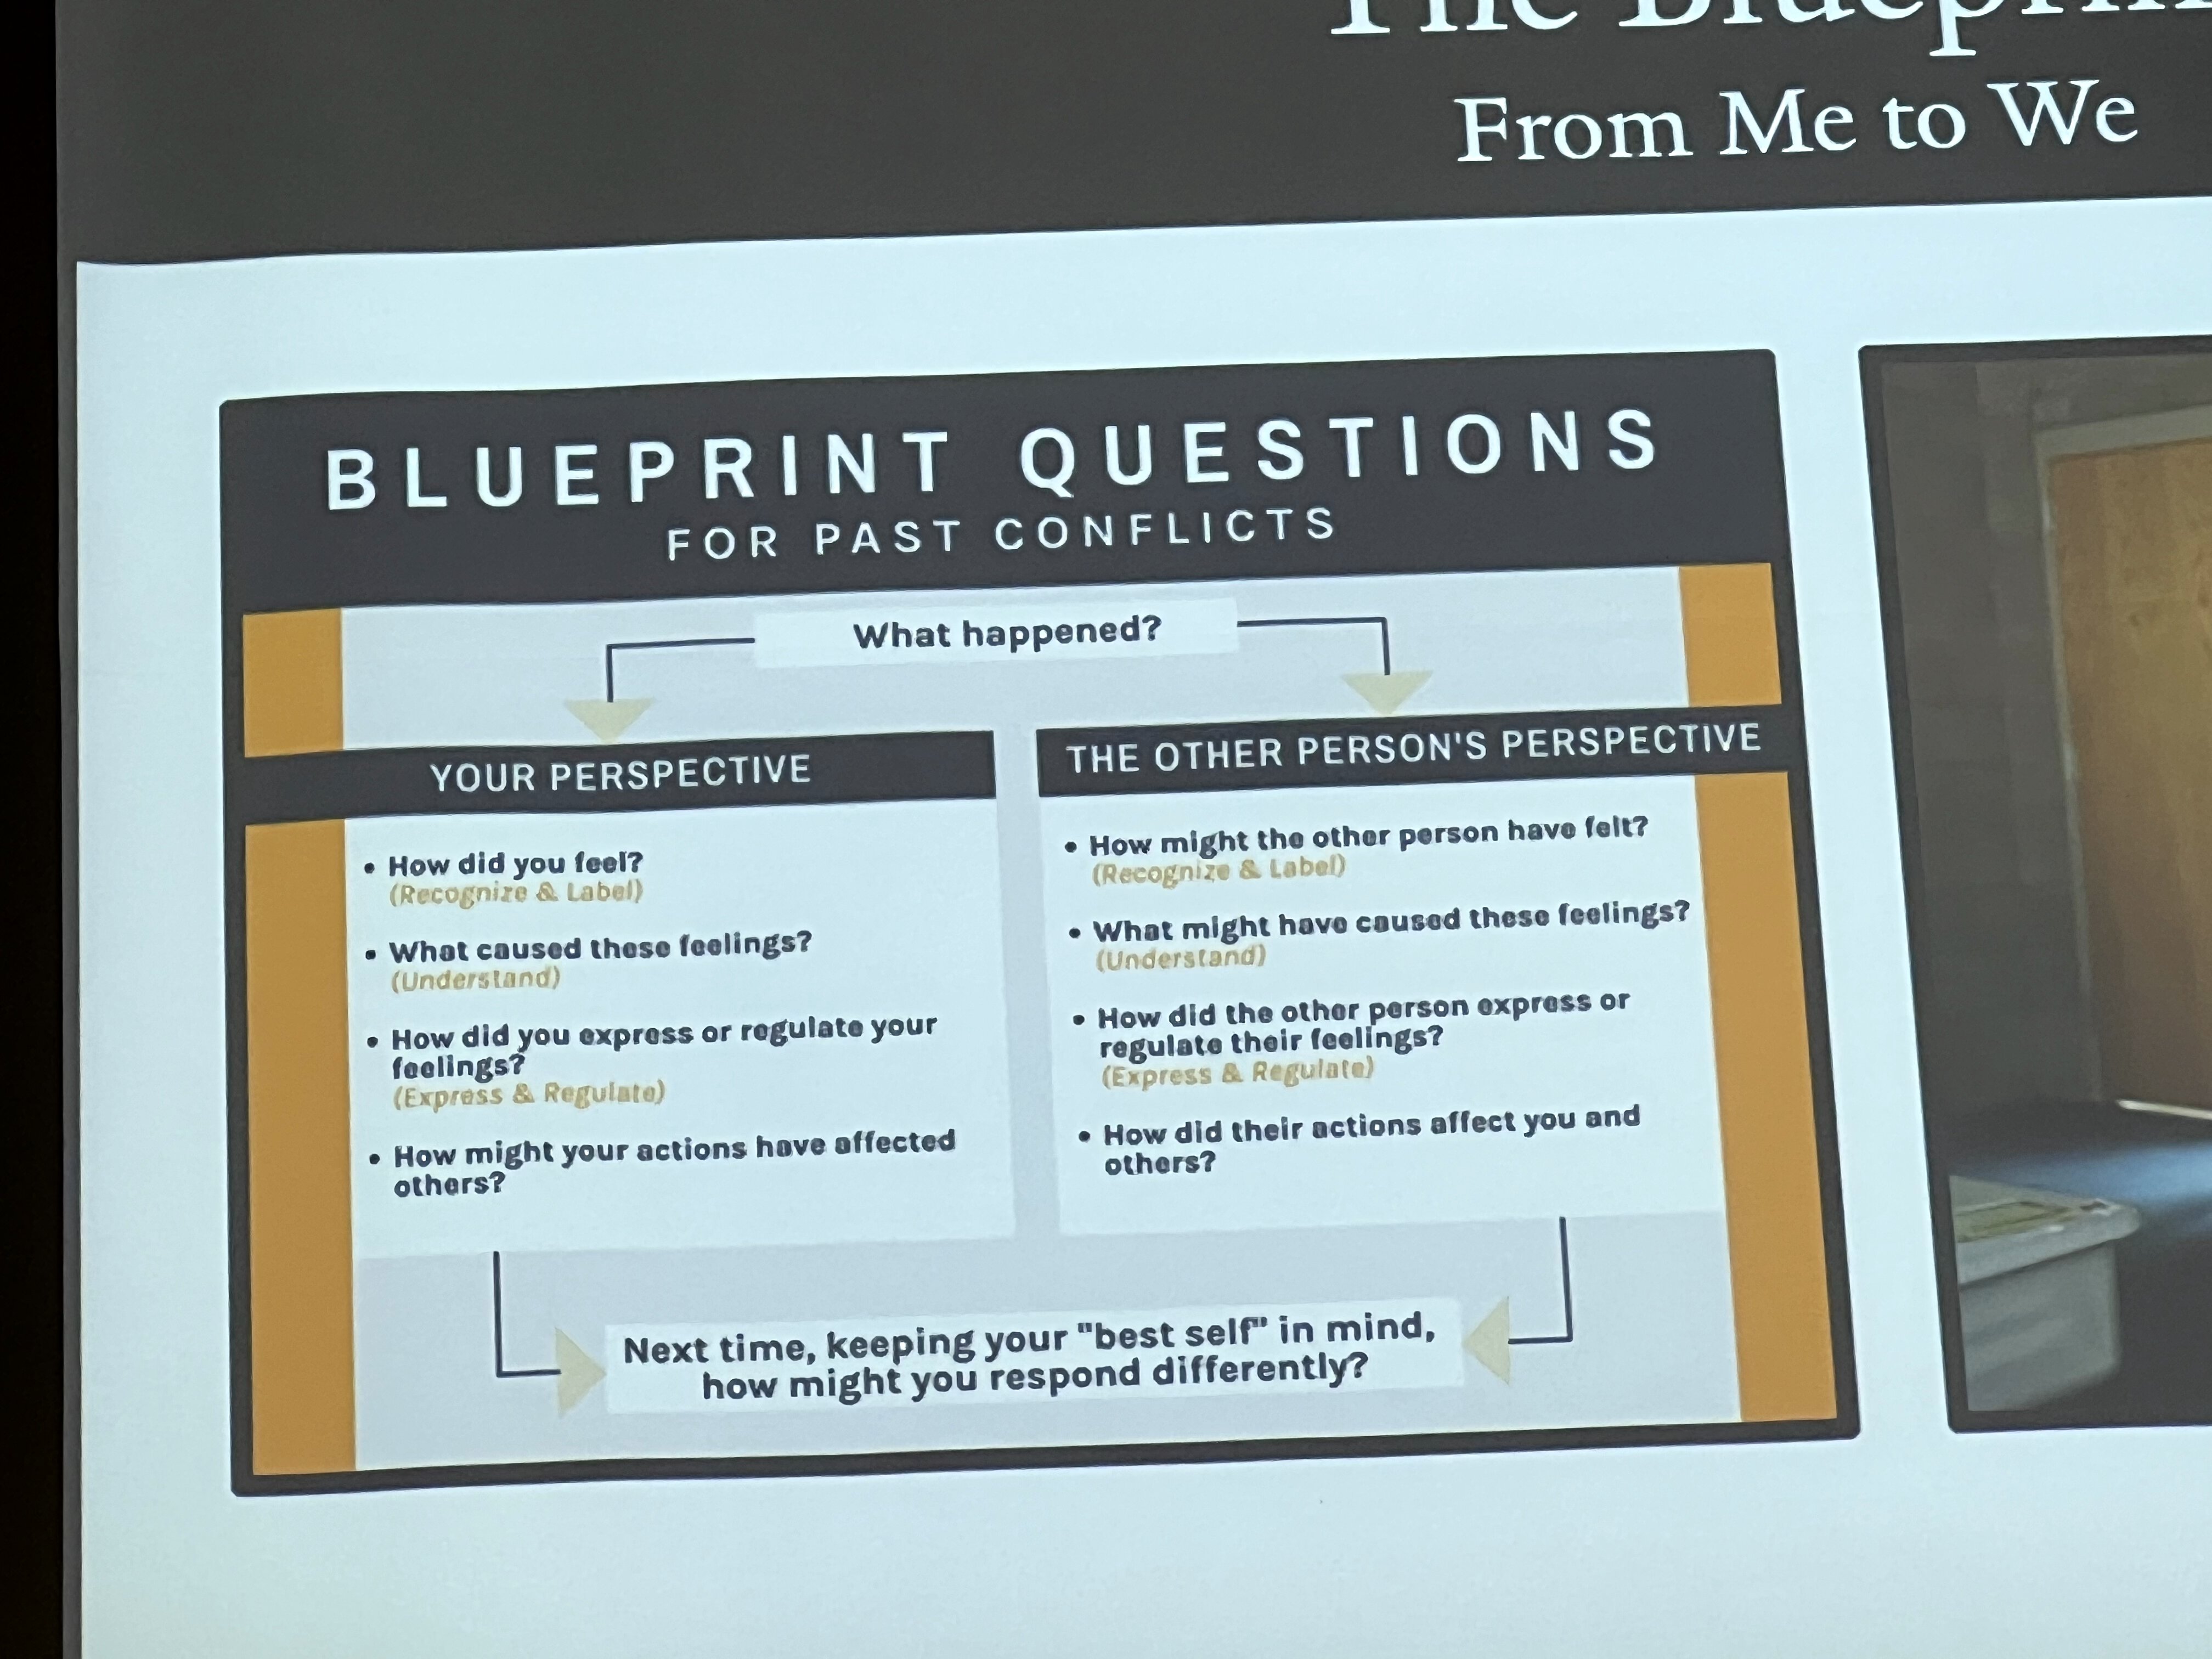 The Blueprin
From Me to We
BLUEPRINT QUESTIONS
FOR PAST CONFLICTS
What happened?
YOUR PERSPECTIVE
• How did you feel?
(Recognize & Label)
• What caused these feelings?
(Understand)
• How did you express or regulate your
feelings?
(Express & Regulate)
• How might your actions have affected
others?
THE OTHER PERSON'S PERSPECTIVE
• How might the other person have felt?
(Recognize & Label)
• What might have caused these feelings?
(Understand)
• How did the other person express or
regulate their feelings?
(Express & Regulate)
• How did their actions affect you and
others?
Next time, keeping your "best self" in mind,
how might you respond differently?